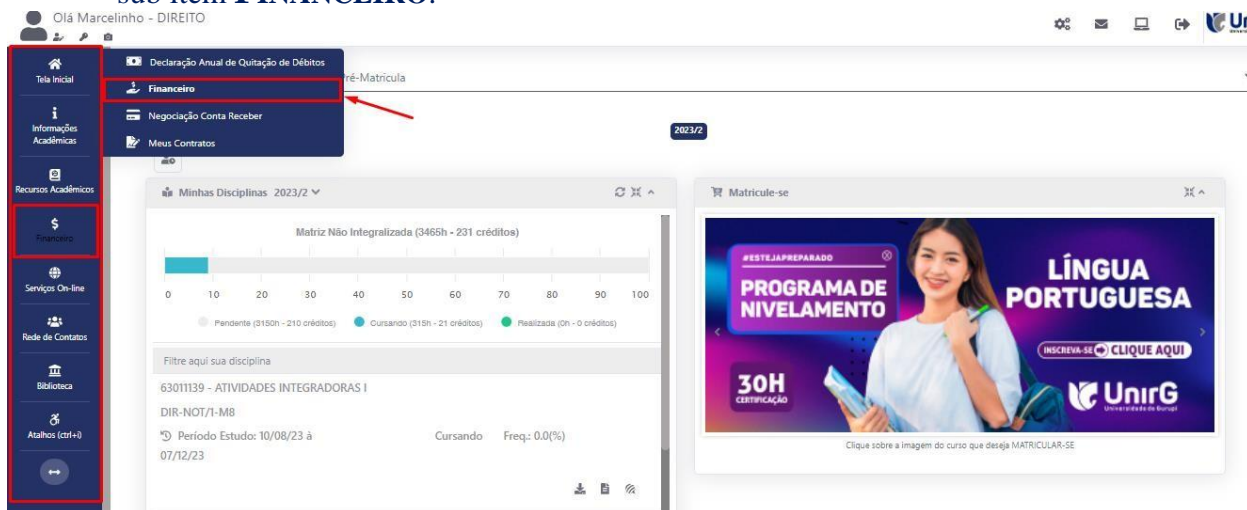 sub item FINANCEIRO.
Olá Marcelinho - DIREITO
Tela Inicial
Informações
Acadêmicas
Recursos Acadêmicos
Financeiro
Serviços On-line
Rede de Contatos
Biblioteca
Atalhos (ctrl+i)
Declaração Anual de Quitação de Débitos
Financeiro
Negociação Conta Receber
Meus Contratos
Pré-Matricula
2023/2
Minhas Disciplinas 2023/2
Matriz Não Integralizada (3465h - 231 créditos)
0 10 20 30 40 50 60 70 80 90 100
Pendente (3150h - 210 créditos) Cursando (315h - 21 créditos) Realizada (0h - 0 créditos)
Filtre aqui sua disciplina
63011139 - ATIVIDADES INTEGRADORAS I
DIR-NOT/1-M8
Período Estudo: 10/08/23 à Cursando Freq.: 0.0(%)
07/12/23
Matricule-se
#ESTEJAPREPARADO
PROGRAMA DE
NIVELAMENTO
30H
CERTIFICAÇÃO
LÍNGUA
PORTUGUESA
INSCREVA-SE CLIQUE AQUI
UnirG
Universidade de Gurupi
Clique sobre a imagem do curso que deseja MATRICULAR-SE